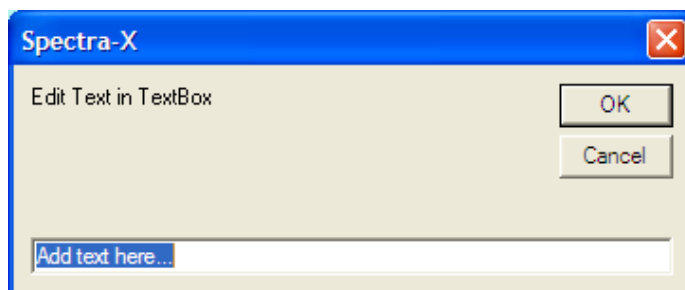 Spectra-X
Edit Text in TextBox
OK
Cancel
Add text here...